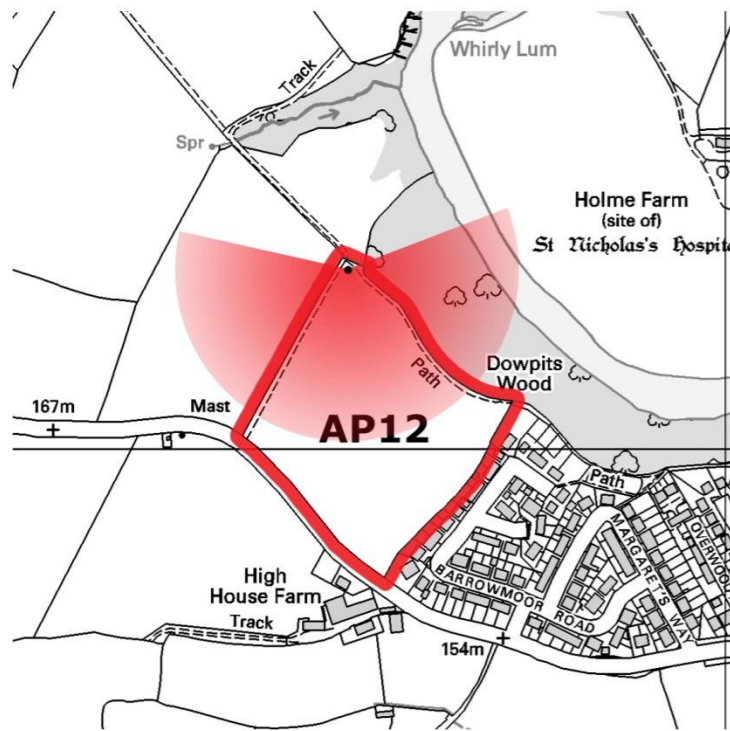 Whirly Lum
Track
Spr
Holme Farm
(site of)
St Nicholas's Hospit
Dowpits
Wood
Path
167m
Mast
AP12
Path
MARGARET'S WAY
OVERWOO
BARROWMOOR ROAD
High
House Farm
Track
154m